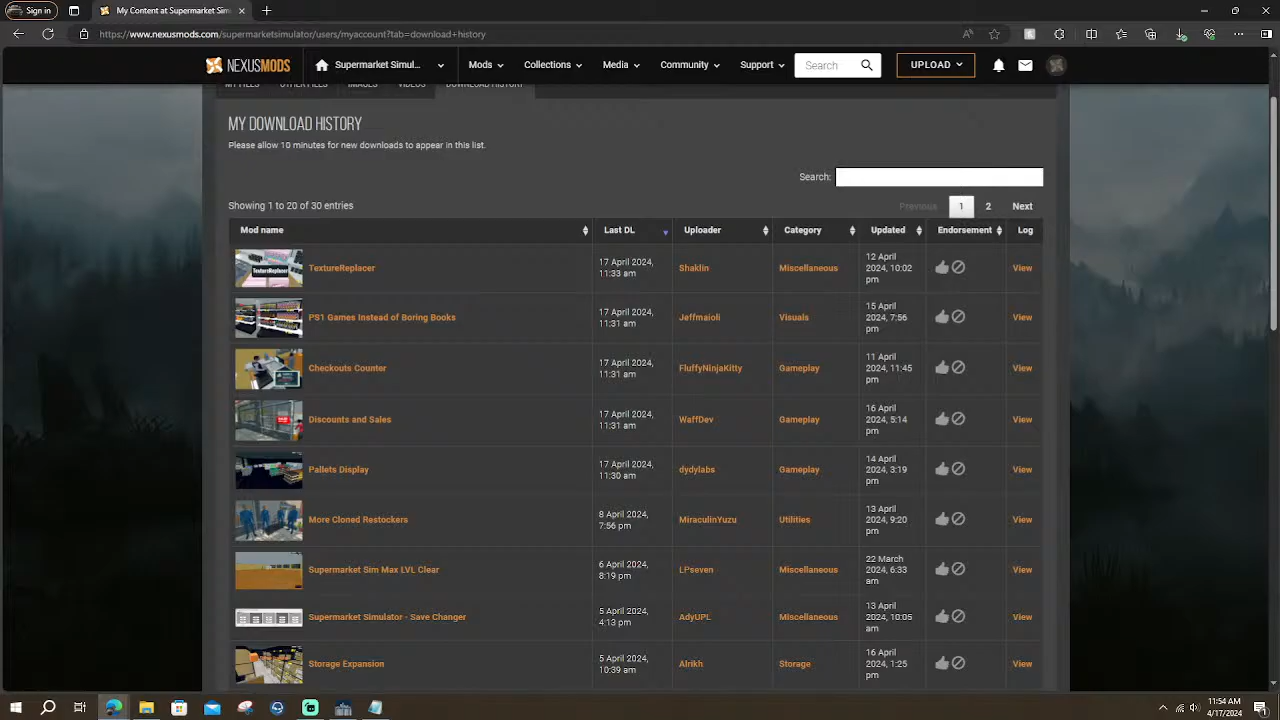 Sign in
My Content at Supermarket Sim
https://www.nexusmods.com/supermarketsimulator/users/myaccount?tab=download+history
NEXUSMODS
Supermarket Simul...
Mods
Collections
Media
Community
Support
Search
UPLOAD
MY FILES
OTHER FILES
IMAGES
VIDEOS
DOWNLOAD HISTORY
MY DOWNLOAD HISTORY
Please allow 10 minutes for new downloads to appear in this list.
Search:
Showing 1 to 20 of 30 entries
Previous 1 2 Next
Mod name Last DL Uploader Category Updated Endorsement Log
TextureReplacer
TextureReplacer
17 April 2024,
11:33 am
Shaklin
Miscellaneous
12 April
2024, 10:02
pm
View
PS1 Games Instead of Boring Books
17 April 2024,
11:31 am
Jeffmaioli
Visuals
15 April
2024, 7:56
pm
View
Checkouts Counter
17 April 2024,
11:31 am
FluffyNinjaKitty
Gameplay
11 April
2024, 11:45
pm
View
Discounts and Sales
17 April 2024,
11:31 am
WaffDev
Gameplay
16 April
2024, 5:14
pm
View
Pallets Display
17 April 2024,
11:30 am
dydylabs
Gameplay
14 April
2024, 3:19
pm
View
More Cloned Restockers
8 April 2024,
7:56 pm
MiraculinYuzu
Utilities
13 April
2024, 9:20
pm
View
Supermarket Sim Max LVL Clear
6 April 2024,
8:19 pm
LPseven
Miscellaneous
22 March
2024, 6:33
am
View
Supermarket Simulator - Save Changer
5 April 2024,
4:13 pm
AdyUPL
Miscellaneous
13 April
2024, 10:05
am
View
Storage Expansion
5 April 2024,
10:39 am
Alrikh
Storage
16 April
2024, 1:25
pm
View
11:54 AM